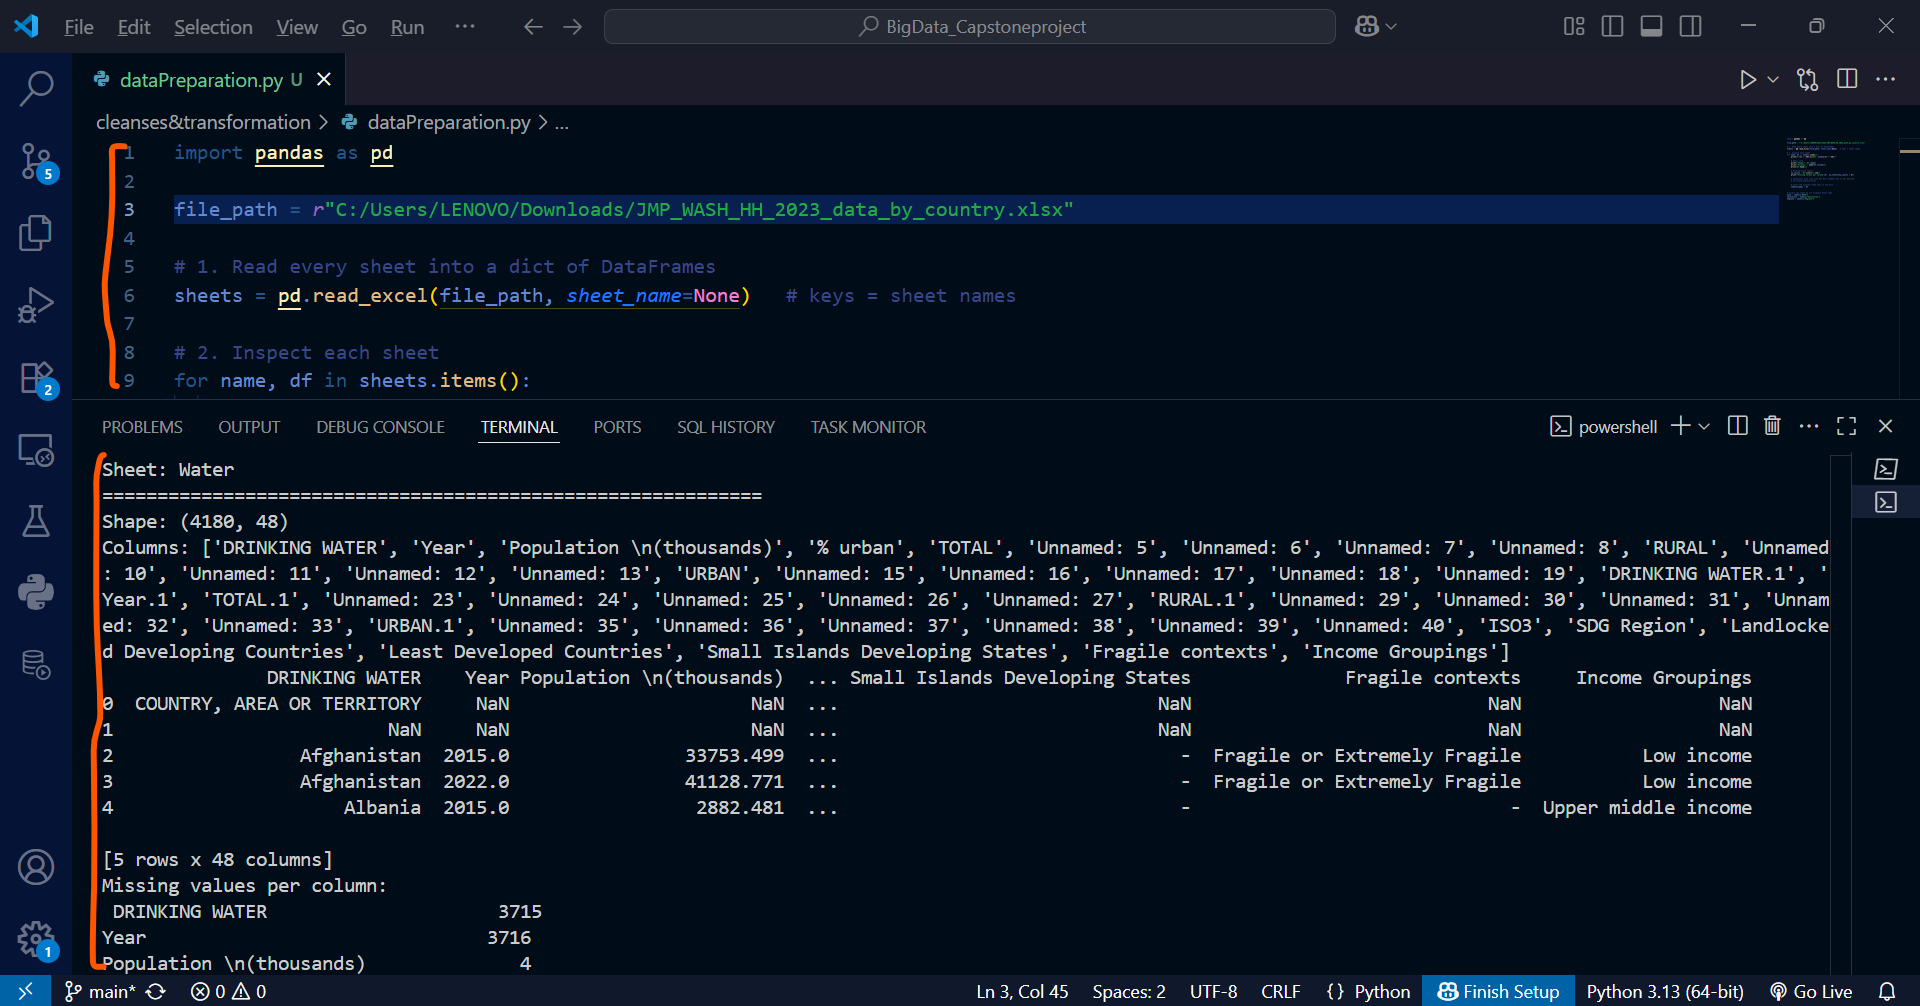 File Edit Selection View Go Run ··· BigData_Capstoneproject
dataPreparation.py U
cleanses&transformation > dataPreparation.py > ...
1 import pandas as pd
2
3 file_path = r"C:/Users/LENOVO/Downloads/JMP_WASH_HH_2023_data_by_country.xlsx"
4
5 # 1. Read every sheet into a dict of DataFrames
6 sheets = pd.read_excel(file_path, sheet_name=None) # keys = sheet names
7
8 # 2. Inspect each sheet
9 for name, df in sheets.items():
5
2
PROBLEMS OUTPUT DEBUG CONSOLE TERMINAL PORTS SQL HISTORY TASK MONITOR powershell
Sheet: Water
============================================================
Shape: (4180, 48)
Columns: ['DRINKING WATER', 'Year', 'Population \n(thousands)', '% urban', 'TOTAL', 'Unnamed: 5', 'Unnamed: 6', 'Unnamed: 7', 'Unnamed: 8', 'RURAL', 'Unnamed
: 10', 'Unnamed: 11', 'Unnamed: 12', 'Unnamed: 13', 'URBAN', 'Unnamed: 15', 'Unnamed: 16', 'Unnamed: 17', 'Unnamed: 18', 'Unnamed: 19', 'DRINKING WATER.1', '
Year.1', 'TOTAL.1', 'Unnamed: 23', 'Unnamed: 24', 'Unnamed: 25', 'Unnamed: 26', 'Unnamed: 27', 'RURAL.1', 'Unnamed: 29', 'Unnamed: 30', 'Unnamed: 31', 'Unnam
ed: 32', 'Unnamed: 33', 'URBAN.1', 'Unnamed: 35', 'Unnamed: 36', 'Unnamed: 37', 'Unnamed: 38', 'Unnamed: 39', 'Unnamed: 40', 'ISO3', 'SDG Region', 'Landlocke
d Developing Countries', 'Least Developed Countries', 'Small Islands Developing States', 'Fragile contexts', 'Income Groupings']
DRINKING WATER Year Population \n(thousands) ... Small Islands Developing States Fragile contexts Income Groupings
0 COUNTRY, AREA OR TERRITORY NaN NaN ... NaN NaN NaN
1 NaN NaN NaN ... NaN NaN NaN
2 Afghanistan 2015.0 33753.499 ... - Fragile or Extremely Fragile Low income
3 Afghanistan 2022.0 41128.771 ... - Fragile or Extremely Fragile Low income
4 Albania 2015.0 2882.481 ... - - Upper middle income
[5 rows x 48 columns]
Missing values per column:
DRINKING WATER 3715
Year 3716
Population \n(thousands) 4
1
main* 0 0 Ln 3, Col 45 Spaces: 2 UTF-8 CRLF {} Python Finish Setup Python 3.13 (64-bit) Go Live